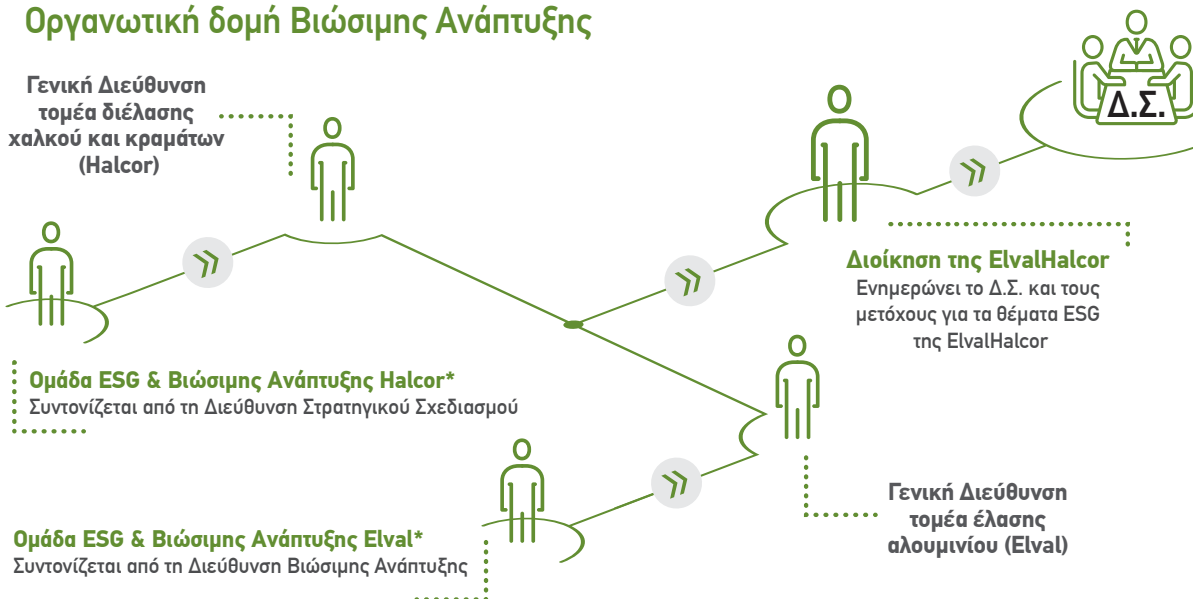 Οργανωτική δομή Βιώσιμης Ανάπτυξης
Γενική Διεύθυνση
τομέα διέλασης
χαλκού και κραμάτων
(Halcor)
Δ.Σ.
Διοίκηση της ElvalHalcor
Ενημερώνει το Δ.Σ. και τους
μετόχους για τα θέματα ESG
της ElvalHalcor
Ομάδα ESG & Βιώσιμης Ανάπτυξης Halcor*
Συντονίζεται από τη Διεύθυνση Στρατηγικού Σχεδιασμού
Γενική Διεύθυνση
τομέα έλασης
αλουμινίου (Elval)
Ομάδα ESG & Βιώσιμης Ανάπτυξης Elval*
Συντονίζεται από τη Διεύθυνση Βιώσιμης Ανάπτυξης